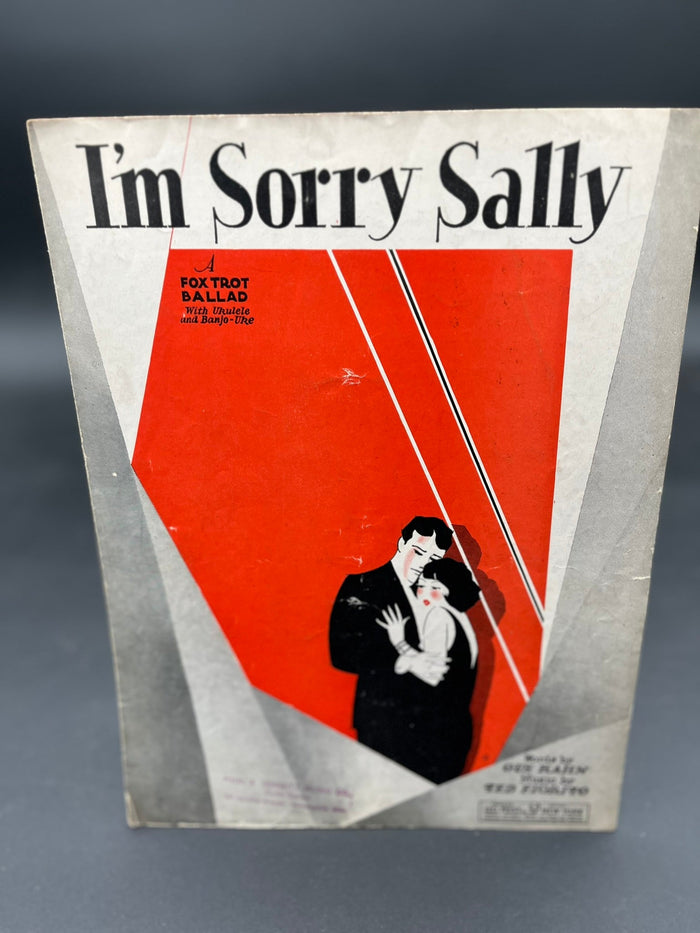 I'm Sorry Sally
A
FOX TROT
BALLAD
With Ukulele
and Banjo-Uke
Words by
GUS KAHN
Music by
TED FIORITO